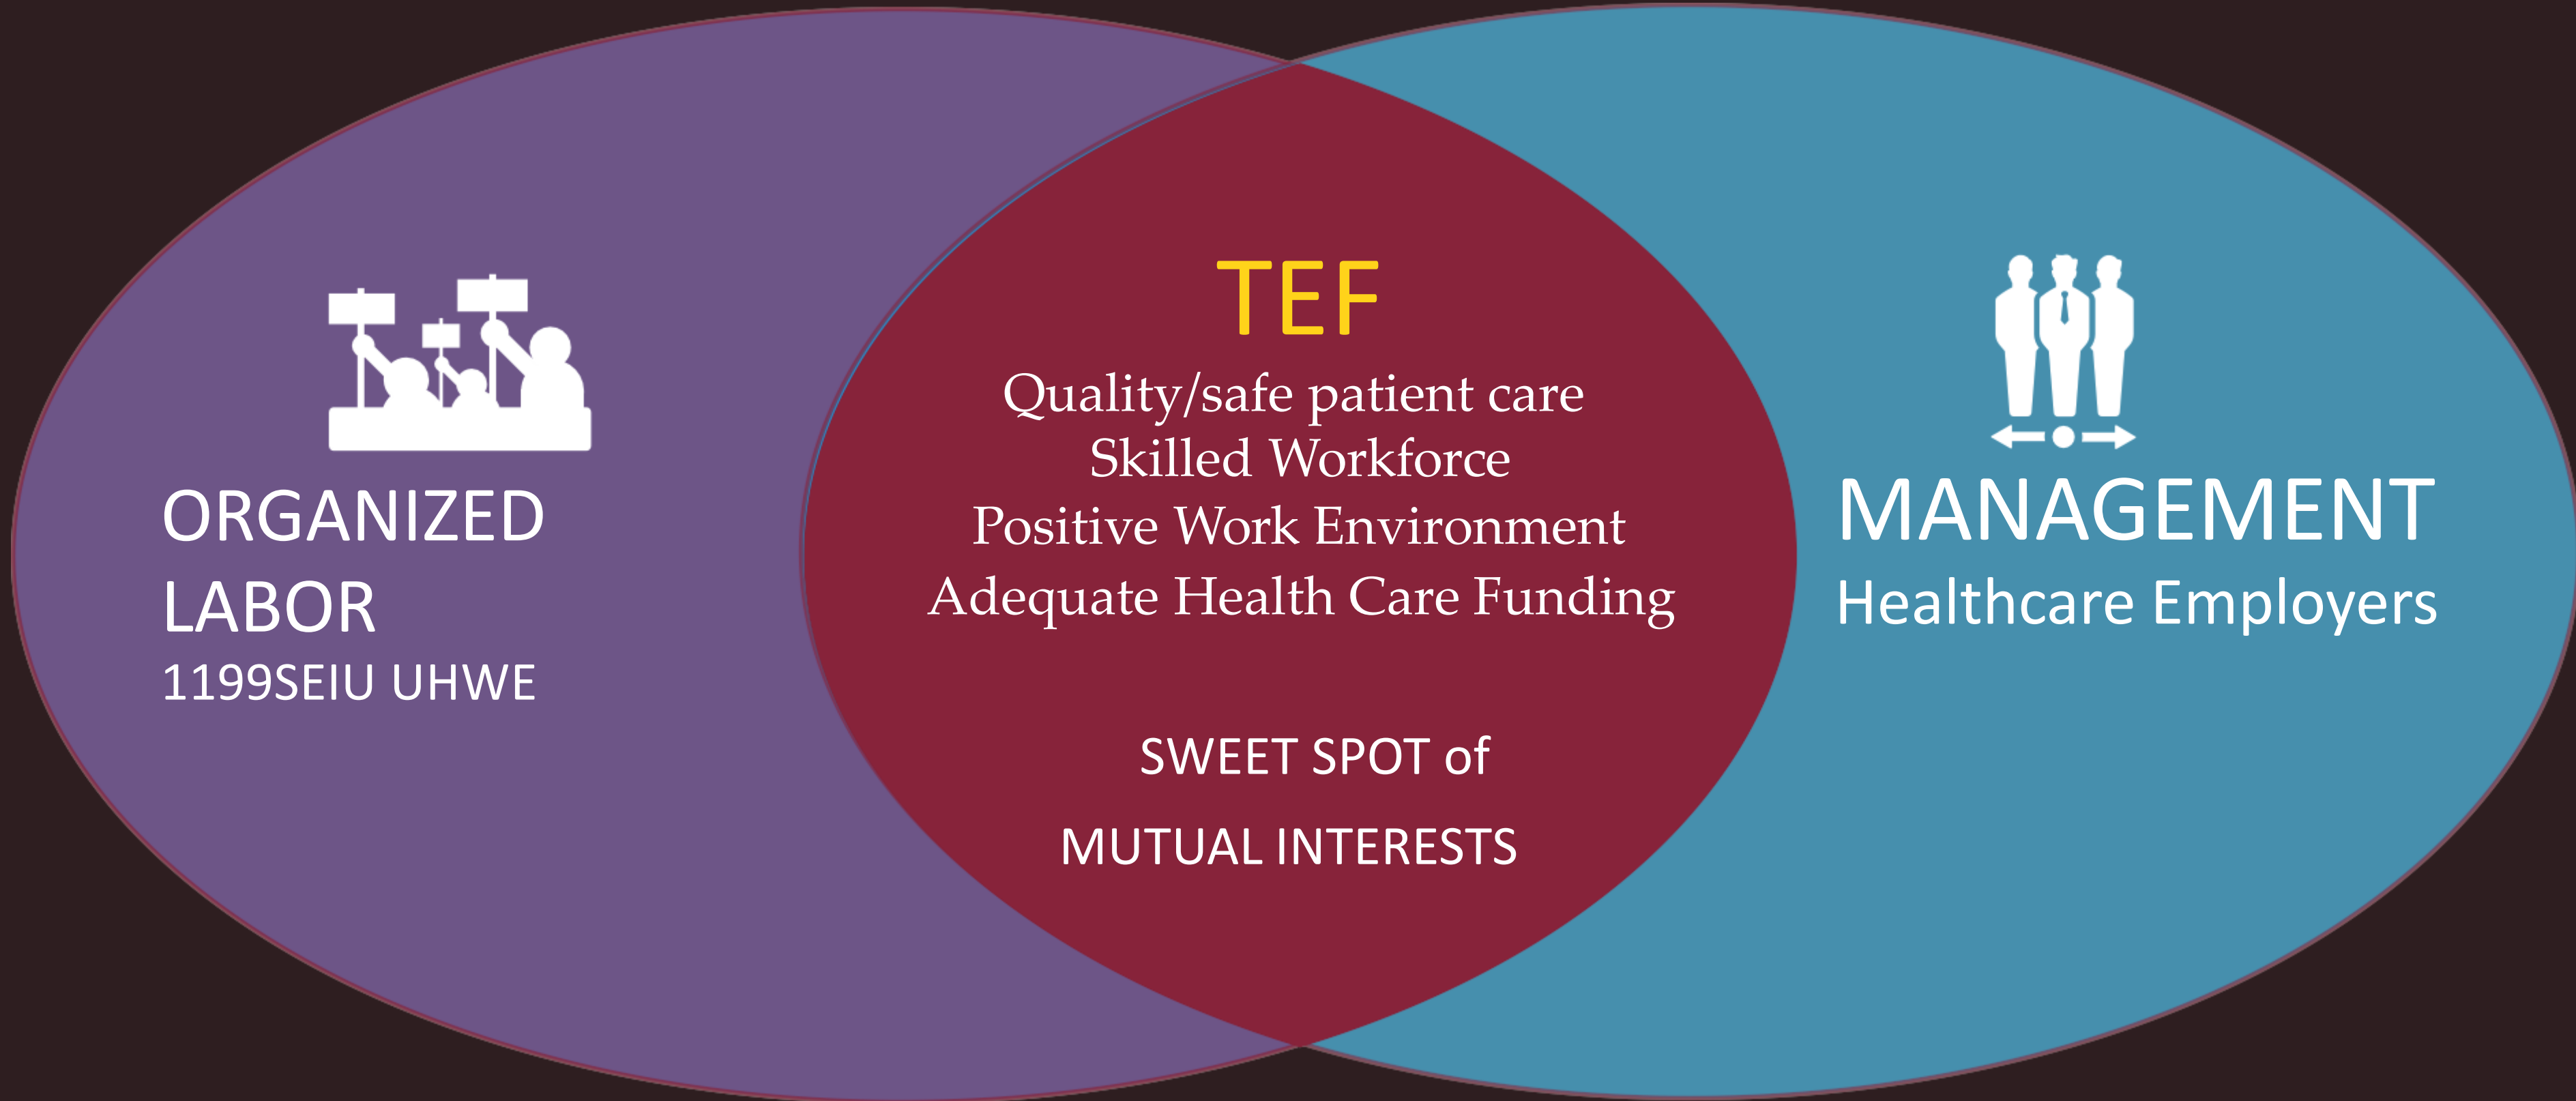 ORGANIZED
LABOR
1199SEIU UHWE
TEF
Quality/safe patient care
Skilled Workforce
Positive Work Environment
Adequate Health Care Funding
SWEET SPOT of
MUTUAL INTERESTS
MANAGEMENT
Healthcare Employers